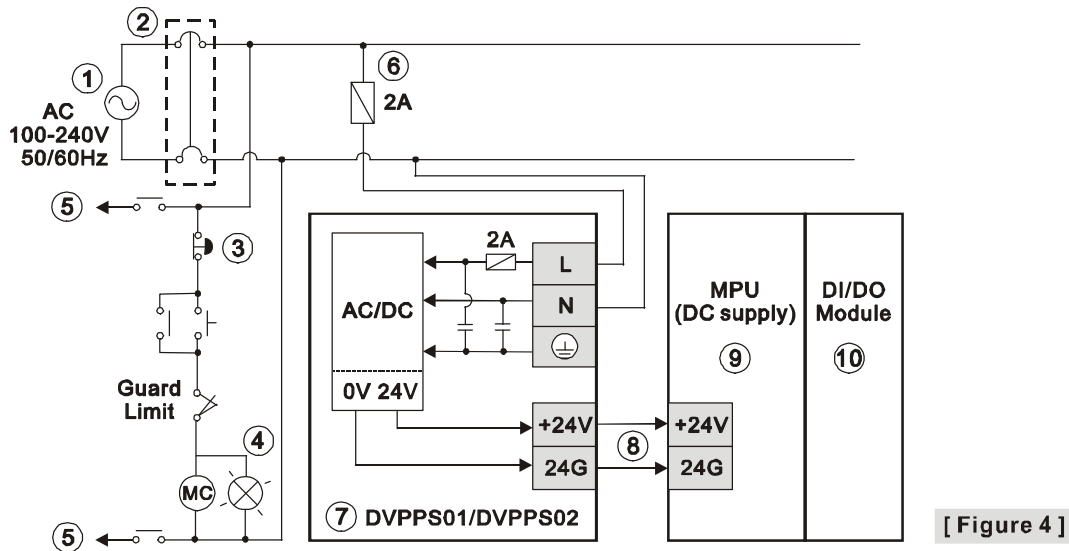 ②
①
AC
100-240V
50/60Hz
⑥
2A
⑤
③
Guard
Limit
④
MC
⑤
AC/DC
0V 24V
2A
L
N
+24V
24G
⑦ DVPPS01/DVPPS02
⑧
MPU
(DC supply)
⑨
+24V
24G
DI/DO
Module
⑩
[ Figure 4 ]